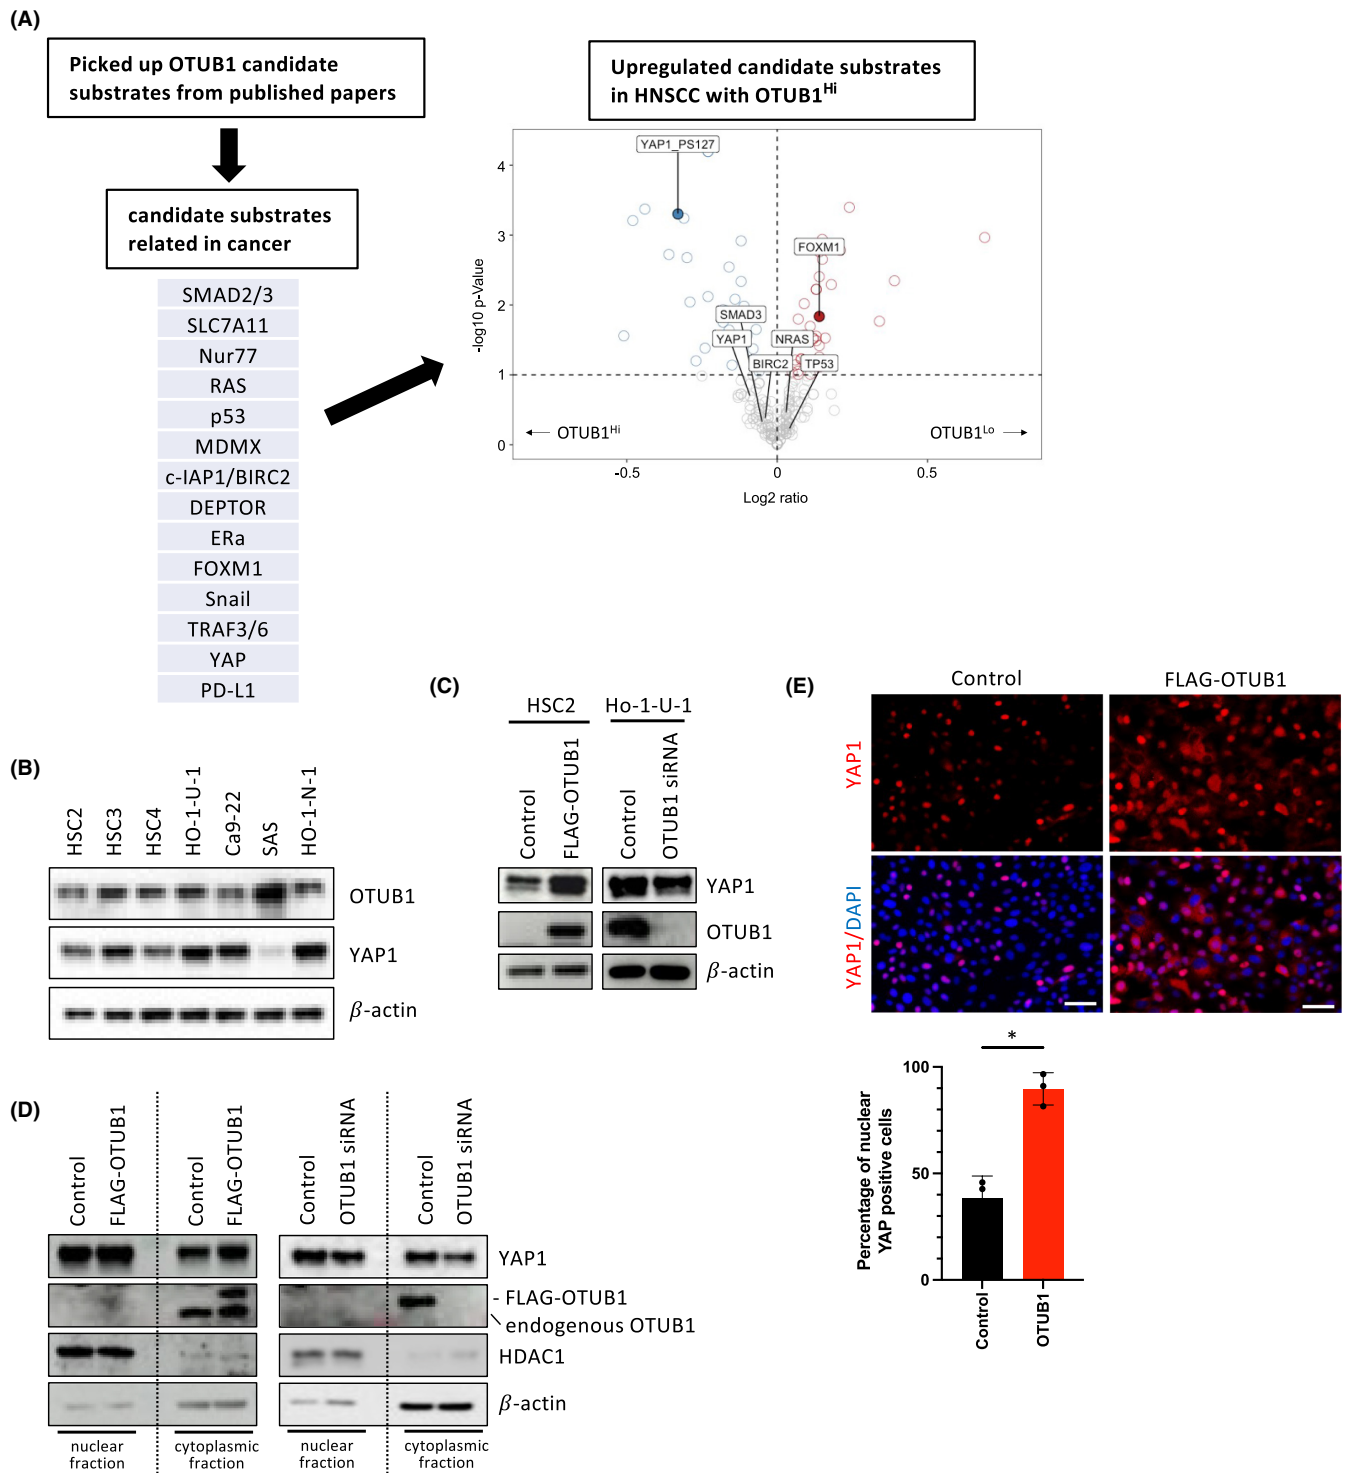 (A)
Picked up OTUB1 candidate
substrates from published papers
candidate substrates
related in cancer
SMAD2/3
SLC7A11
Nur77
RAS
p53
MDMX
c-IAP1/BIRC2
DEPTOR
ERa
FOXM1
Snail
TRAF3/6
YAP
PD-L1
Upregulated candidate substrates
in HNSCC with OTUB1Hi
YAP1_PS127
FOXM1
SMAD3
YAP1
NRAS
BIRC2
TP53
← OTUB1Hi
OTUB1Lo →
-log10 p-Value
4
3
2
1
0
-0.5
0
0.5
Log2 ratio
(B)
HSC2
HSC3
HSC4
HO-1-U-1
Ca9-22
SAS
HO-1-N-1
OTUB1
YAP1
β-actin
(C)
HSC2
Ho-1-U-1
Control
FLAG-OTUB1
Control
OTUB1 siRNA
YAP1
OTUB1
β-actin
(D)
Control
FLAG-OTUB1
Control
FLAG-OTUB1
Control
OTUB1 siRNA
Control
OTUB1 siRNA
YAP1
- FLAG-OTUB1
endogenous OTUB1
HDAC1
β-actin
nuclear
fraction
cytoplasmic
fraction
nuclear
fraction
cytoplasmic
fraction
(E)
Control
FLAG-OTUB1
YAP1
YAP1/DAPI
*
Percentage of nuclear
YAP positive cells
100
50
0
Control
OTUB1